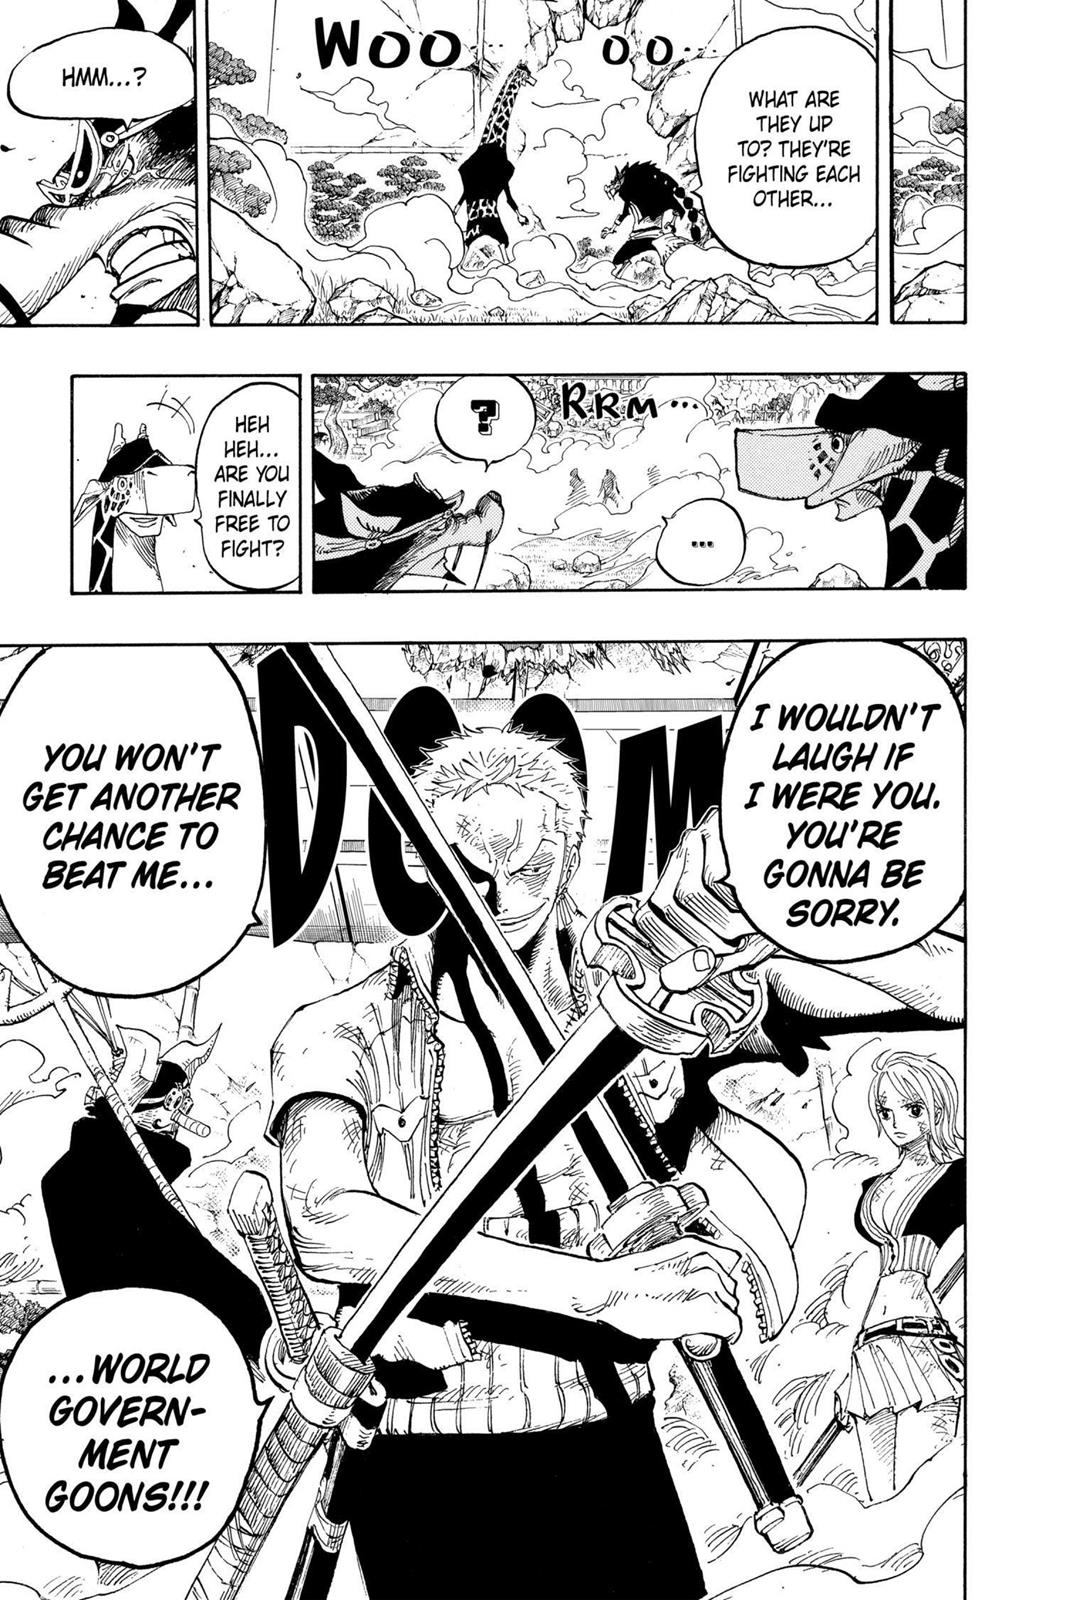 WHAT ARE
THEY UP
TO? THEY'RE
FIGHTING EACH
OTHER...
WOO
OO
HMM...?
RRM...
...
?
HEH
HEH...
ARE YOU
FINALLY
FREE TO
FIGHT?
I WOULDN'T
LAUGH IF
I WERE YOU.
YOU'RE
GONNA BE
SORRY.
DOOM
YOU WON'T
GET ANOTHER
CHANCE TO
BEAT ME...
...WORLD
GOVERN-
MENT
GOONS!!!